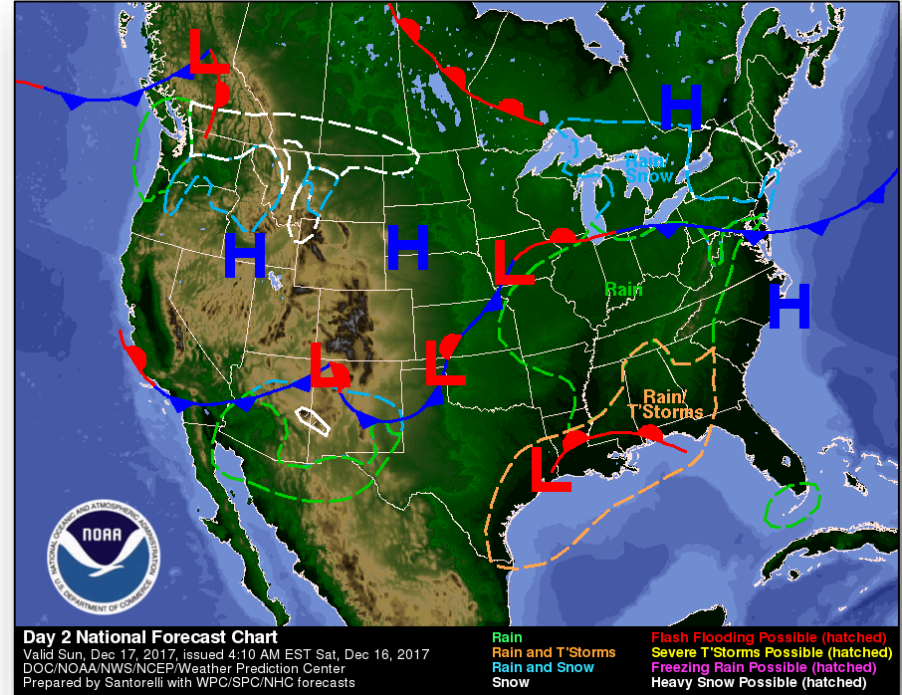 L
H
Rain/
Snow
H
H
L
Rain
H
L
L
Rain/
T'Storms
L
NATIONAL OCEANIC AND ATMOSPHERIC ADMINISTRATION
NOAA
U.S. DEPARTMENT OF COMMERCE
Day 2 National Forecast Chart
Valid Sun, Dec 17, 2017, issued 4:10 AM EST Sat, Dec 16, 2017
DOC/NOAA/NWS/NCEP/Weather Prediction Center
Prepared by Santorelli with WPC/SPC/NHC forecasts
Rain
Rain and T'Storms
Rain and Snow
Snow
Flash Flooding Possible (hatched)
Severe T'Storms Possible (hatched)
Freezing Rain Possible (hatched)
Heavy Snow Possible (hatched)